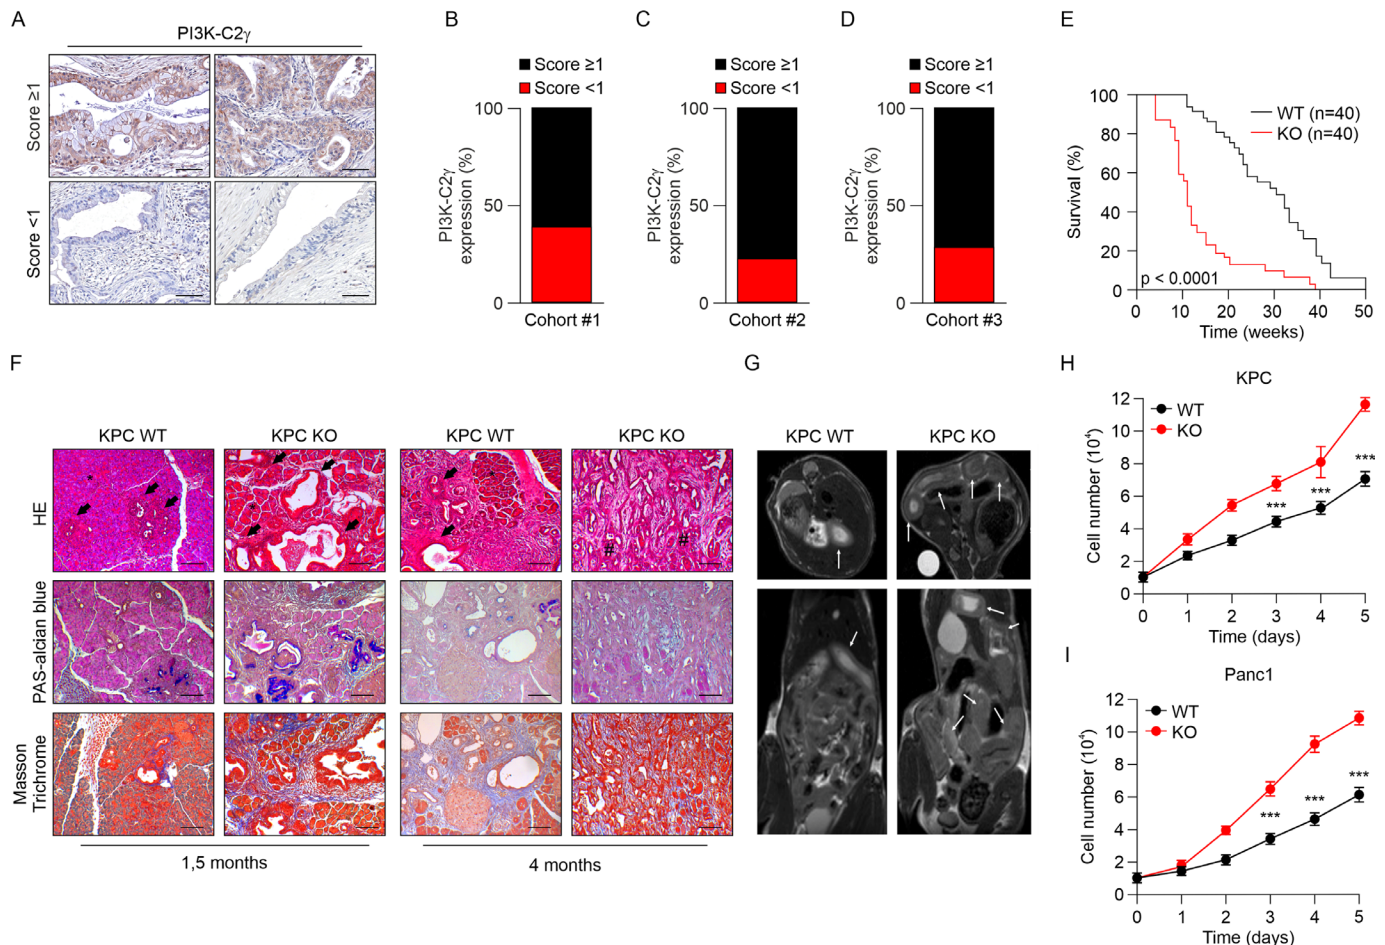 A
PI3K-C2γ
Score ≥1
Score <1
B
Score ≥1
Score <1
PI3K-C2γ
expression (%)
100
50
0
Cohort #1
C
Score ≥1
Score <1
PI3K-C2γ
expression (%)
100
50
0
Cohort #2
D
Score ≥1
Score <1
PI3K-C2γ
expression (%)
100
50
0
Cohort #3
E
Survival (%)
100
80
60
40
20
0
WT (n=40)
KO (n=40)
p < 0.0001
0 10 20 30 40 50
Time (weeks)
F
KPC WT KPC KO KPC WT KPC KO
HE
* * * # #
PAS-alcian blue
Masson
Trichrome
1,5 months 4 months
G
KPC WT KPC KO
H
KPC
Cell number (10⁴)
12
10
8
6
4
2
0
WT
KO
*** *** ***
0 1 2 3 4 5
Time (days)
I
Panc1
Cell number (10⁴)
12
10
8
6
4
2
0
WT
KO
*** *** ***
0 1 2 3 4 5
Time (days)